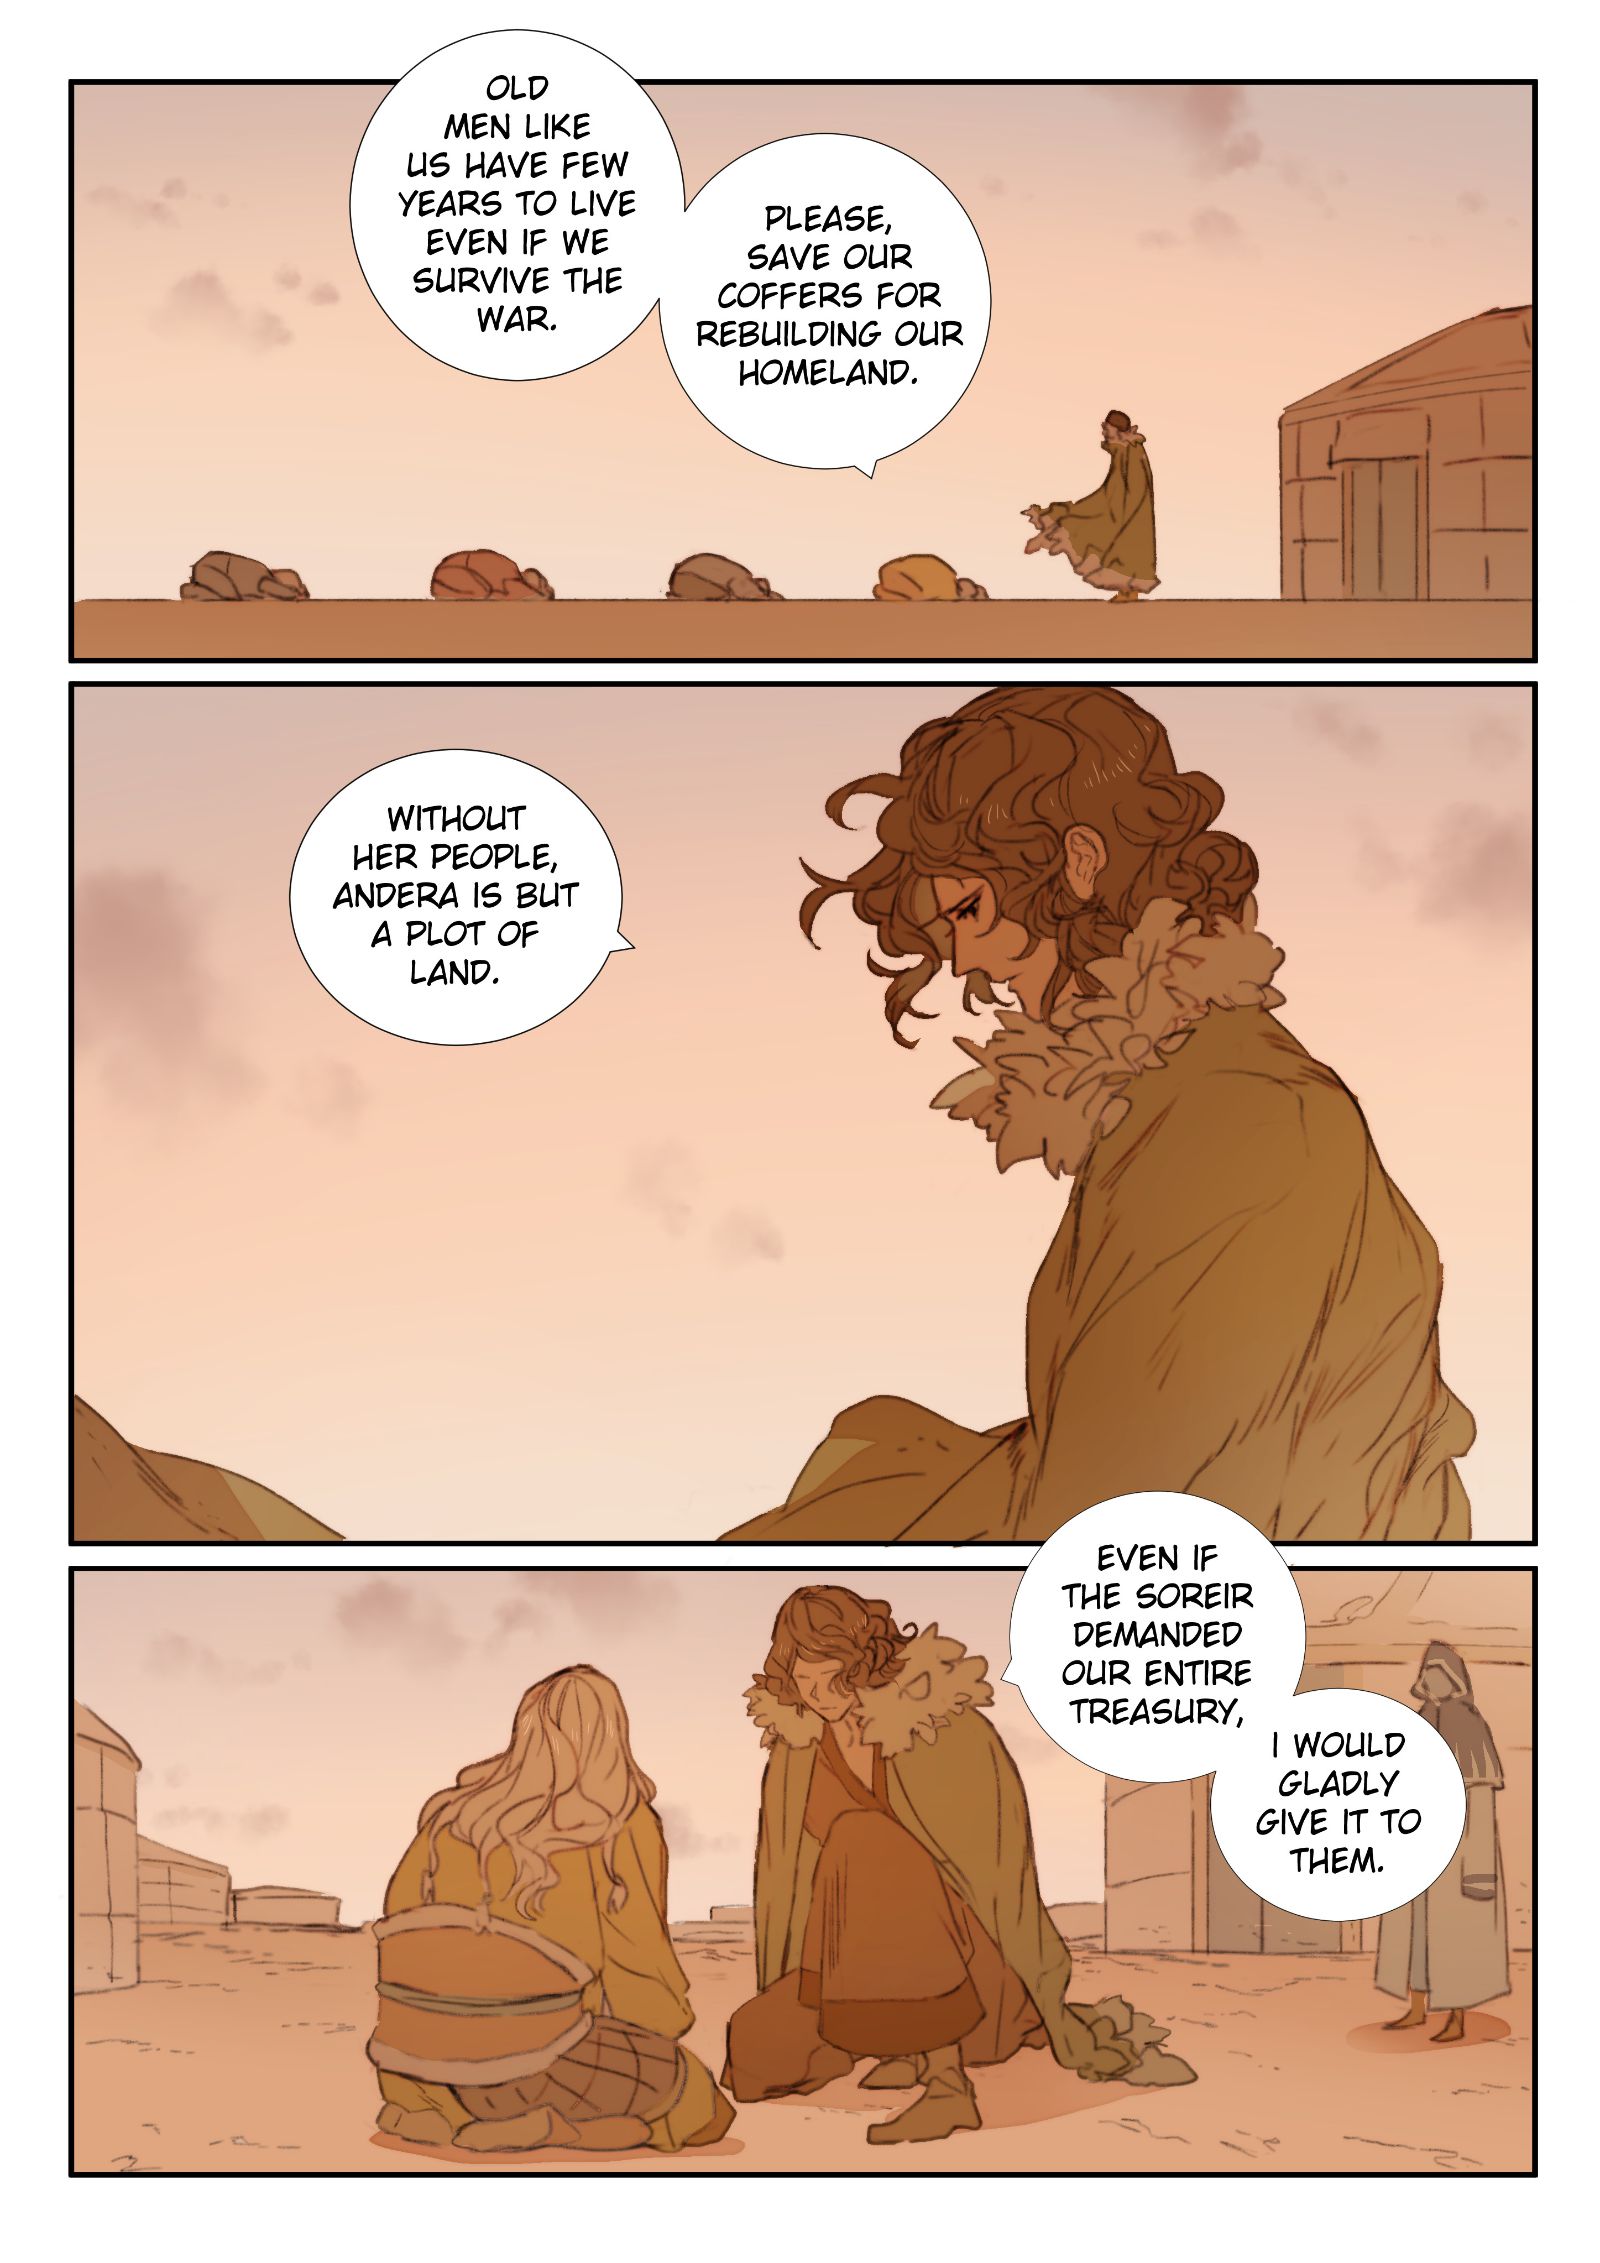 OLD
MEN LIKE
US HAVE FEW
YEARS TO LIVE
EVEN IF WE
SURVIVE THE
WAR.
PLEASE,
SAVE OUR
COFFERS FOR
REBUILDING OUR
HOMELAND.
WITHOUT
HER PEOPLE,
ANDERA IS BUT
A PLOT OF
LAND.
EVEN IF
THE SOREIR
DEMANDED
OUR ENTIRE
TREASURY,
I WOULD
GLADLY
GIVE IT TO
THEM.